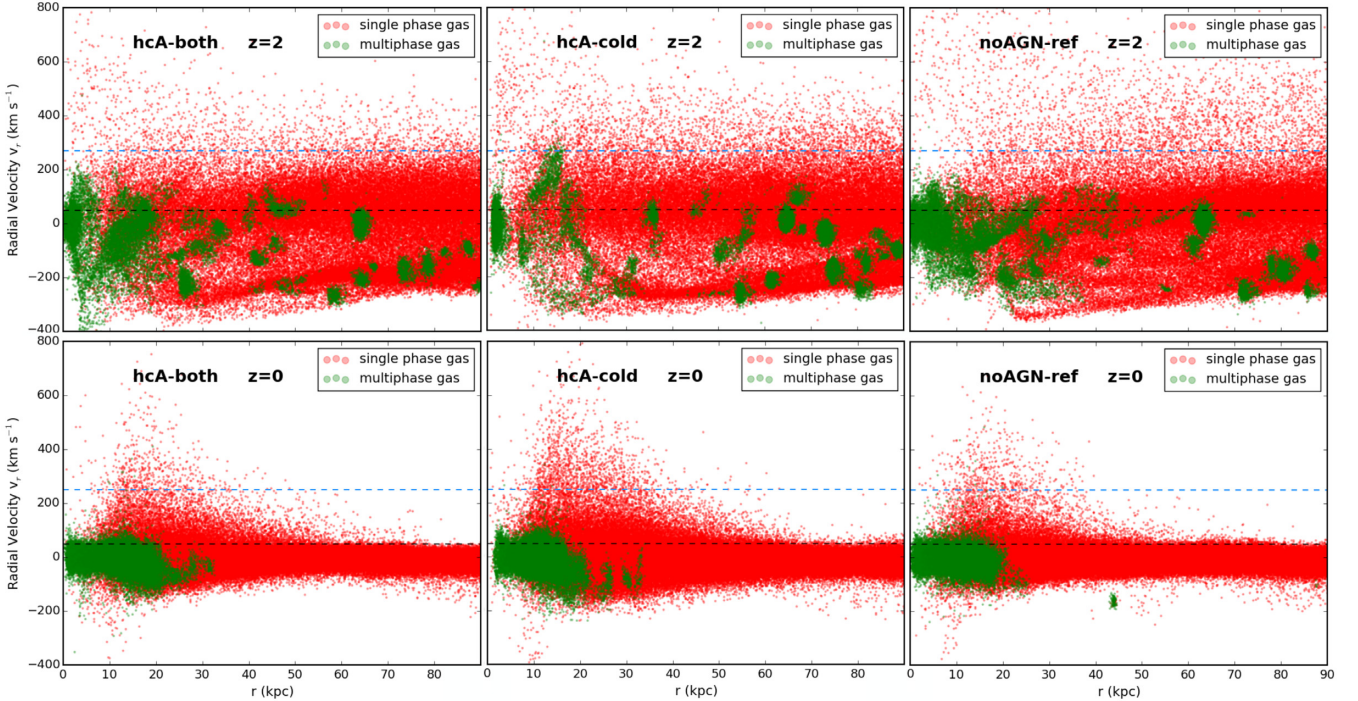 800
600
400
200
0
−200
−400
Radial Velocity vᵣ (km s⁻¹)
hcA-both z=2
single phase gas
multiphase gas
hcA-cold z=2
single phase gas
multiphase gas
noAGN-ref z=2
single phase gas
multiphase gas
800
600
400
200
0
−200
−400
Radial Velocity vᵣ (km s⁻¹)
hcA-both z=0
single phase gas
multiphase gas
hcA-cold z=0
single phase gas
multiphase gas
noAGN-ref z=0
single phase gas
multiphase gas
0 10 20 30 40 50 60 70 80
0 10 20 30 40 50 60 70 80
0 10 20 30 40 50 60 70 80 90
r (kpc)
r (kpc)
r (kpc)